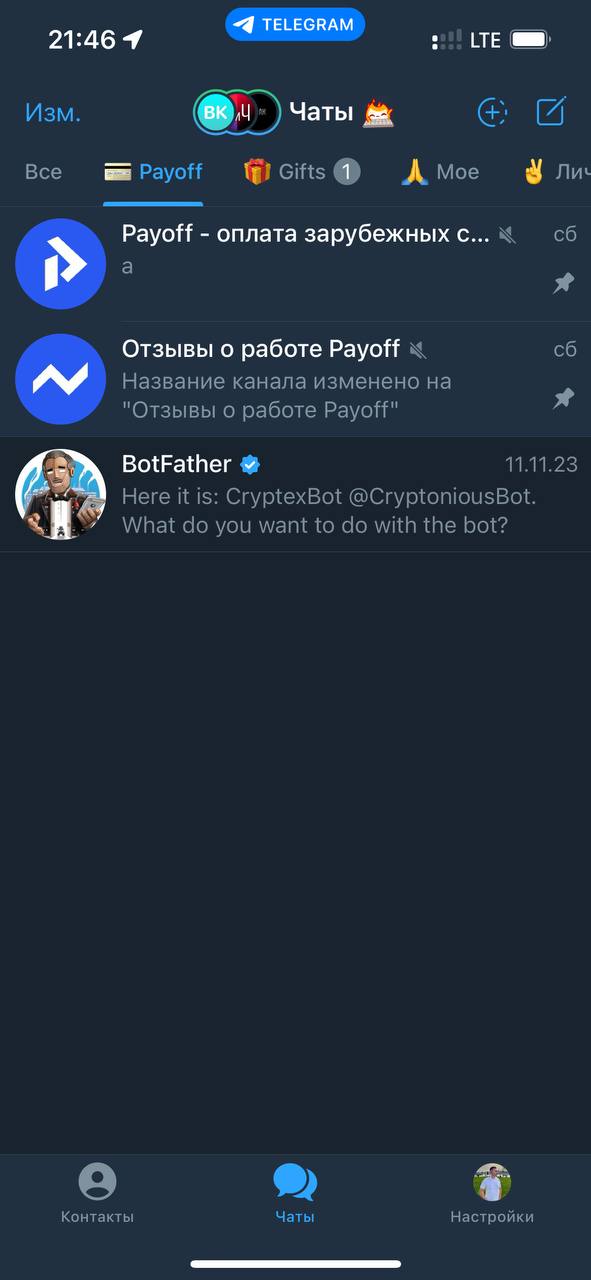 21:46
TELEGRAM
LTE
Изм.
ВК
Чаты
Все
Payoff
Gifts 1
Мое
Лич
Payoff - оплата зарубежных с...
сб
а
Отзывы о работе Payoff
сб
Название канала изменено на
"Отзывы о работе Payoff"
BotFather
11.11.23
Here it is: CryptexBot @CryptoniousBot.
What do you want to do with the bot?
Контакты
Чаты
Настройки